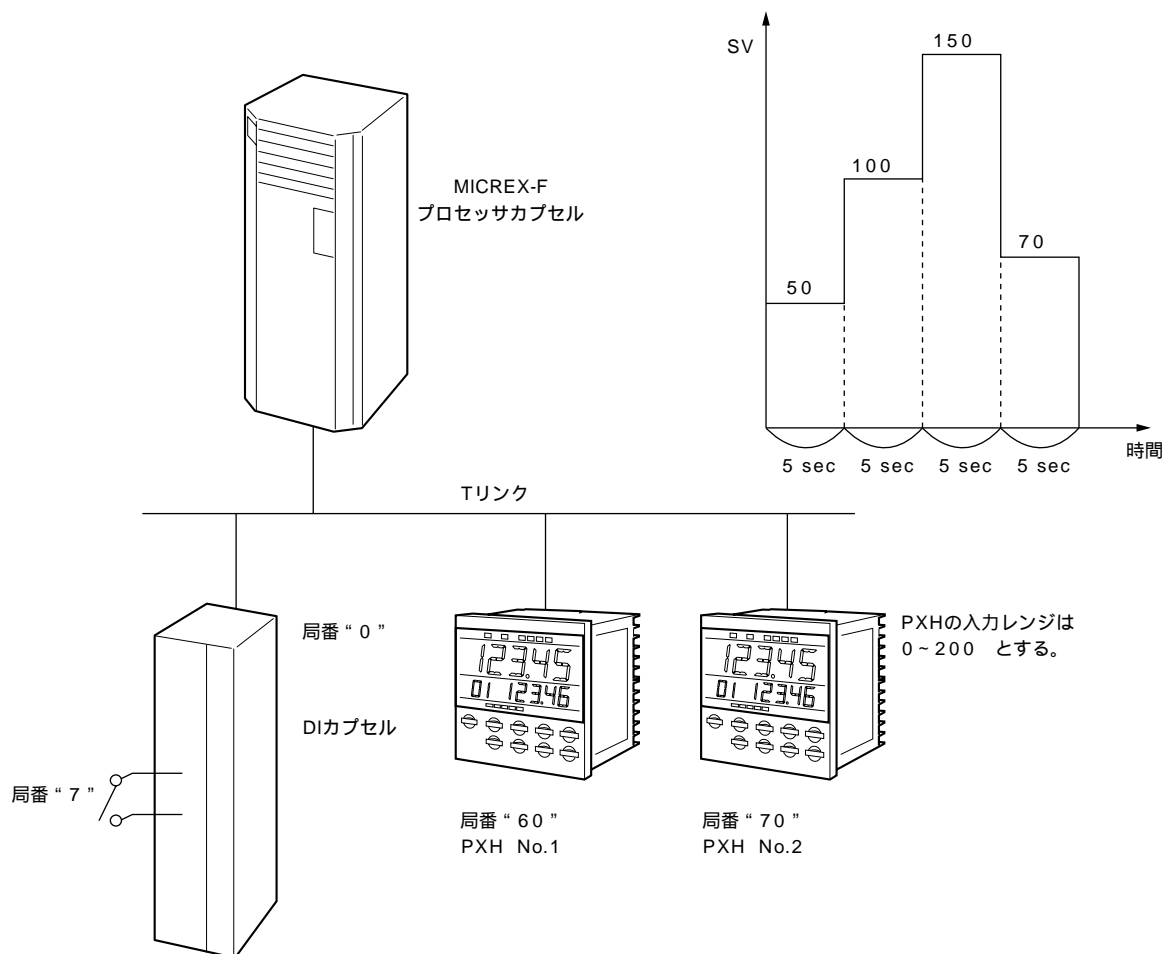 SV
150
100
70
50
5 sec 5 sec 5 sec 5 sec
時間
MICREX-F
プロセッサカプセル
Tリンク
局番“0”
DIカプセル
局番“7”
123.45
01 123.46
局番“60”
PXH No.1
123.45
01 123.46
局番“70”
PXH No.2
PXHの入力レンジは
0~200 とする。